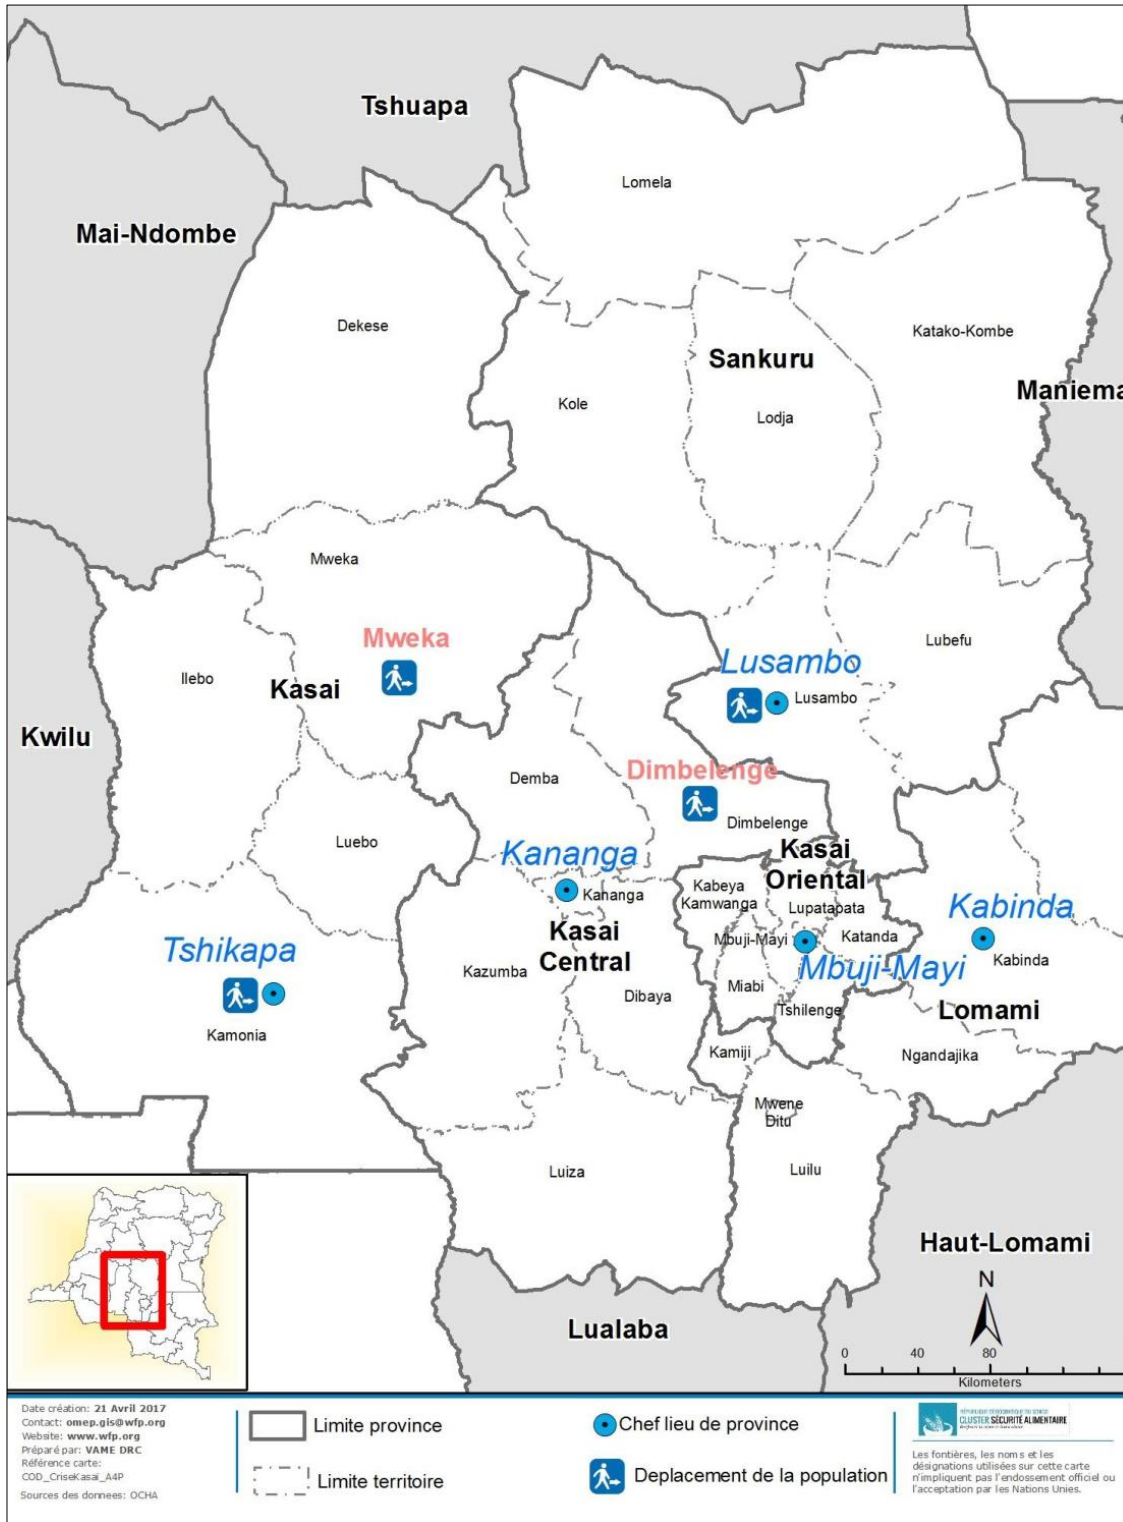 Tshuapa
Lomela
Mai-Ndombe
Dekese
Katako-Kombe
Sankuru
Kole
Maniema
Lodja
Mweka
Mweka
Lubefu
Lusambo
Ilebo
Kasai
Lusambo
Kwilu
Dimbelenge
Demba
Dimbelenge
Luebo
Kananga
Kasai
Oriental
Kabeya
Kamwanga
Kananga
Lupatapata
Kabinda
Kasai
Central
Tshikapa
Mbuji-Mayi
Katanda
Kabinda
Kazumba
Mbuji-Mayi
Miabi
Dibaya
Tshilenge
Lomami
Kamonia
Kamiji
Ngandajika
Mwene
Ditu
Luiza
Luilu
Haut-Lomami
N
Lualaba
0 40 80
Kilometers
Date création: 21 Avril 2017
Contact: omep.gis@wfp.org
Website: www.wfp.org
Préparé par: VAME DRC
Référence carte:
COD_CriseKasai_A4P
Sources des donnees: OCHA
Limite province
Limite territoire
Chef lieu de province
Deplacement de la population
CLUSTER SÉCURITÉ ALIMENTAIRE
Les fontières, les noms et les
désignations utilisées sur cette carte
n'impliquent pas l'endossement officiel ou
l'acceptation par les Nations Unies.